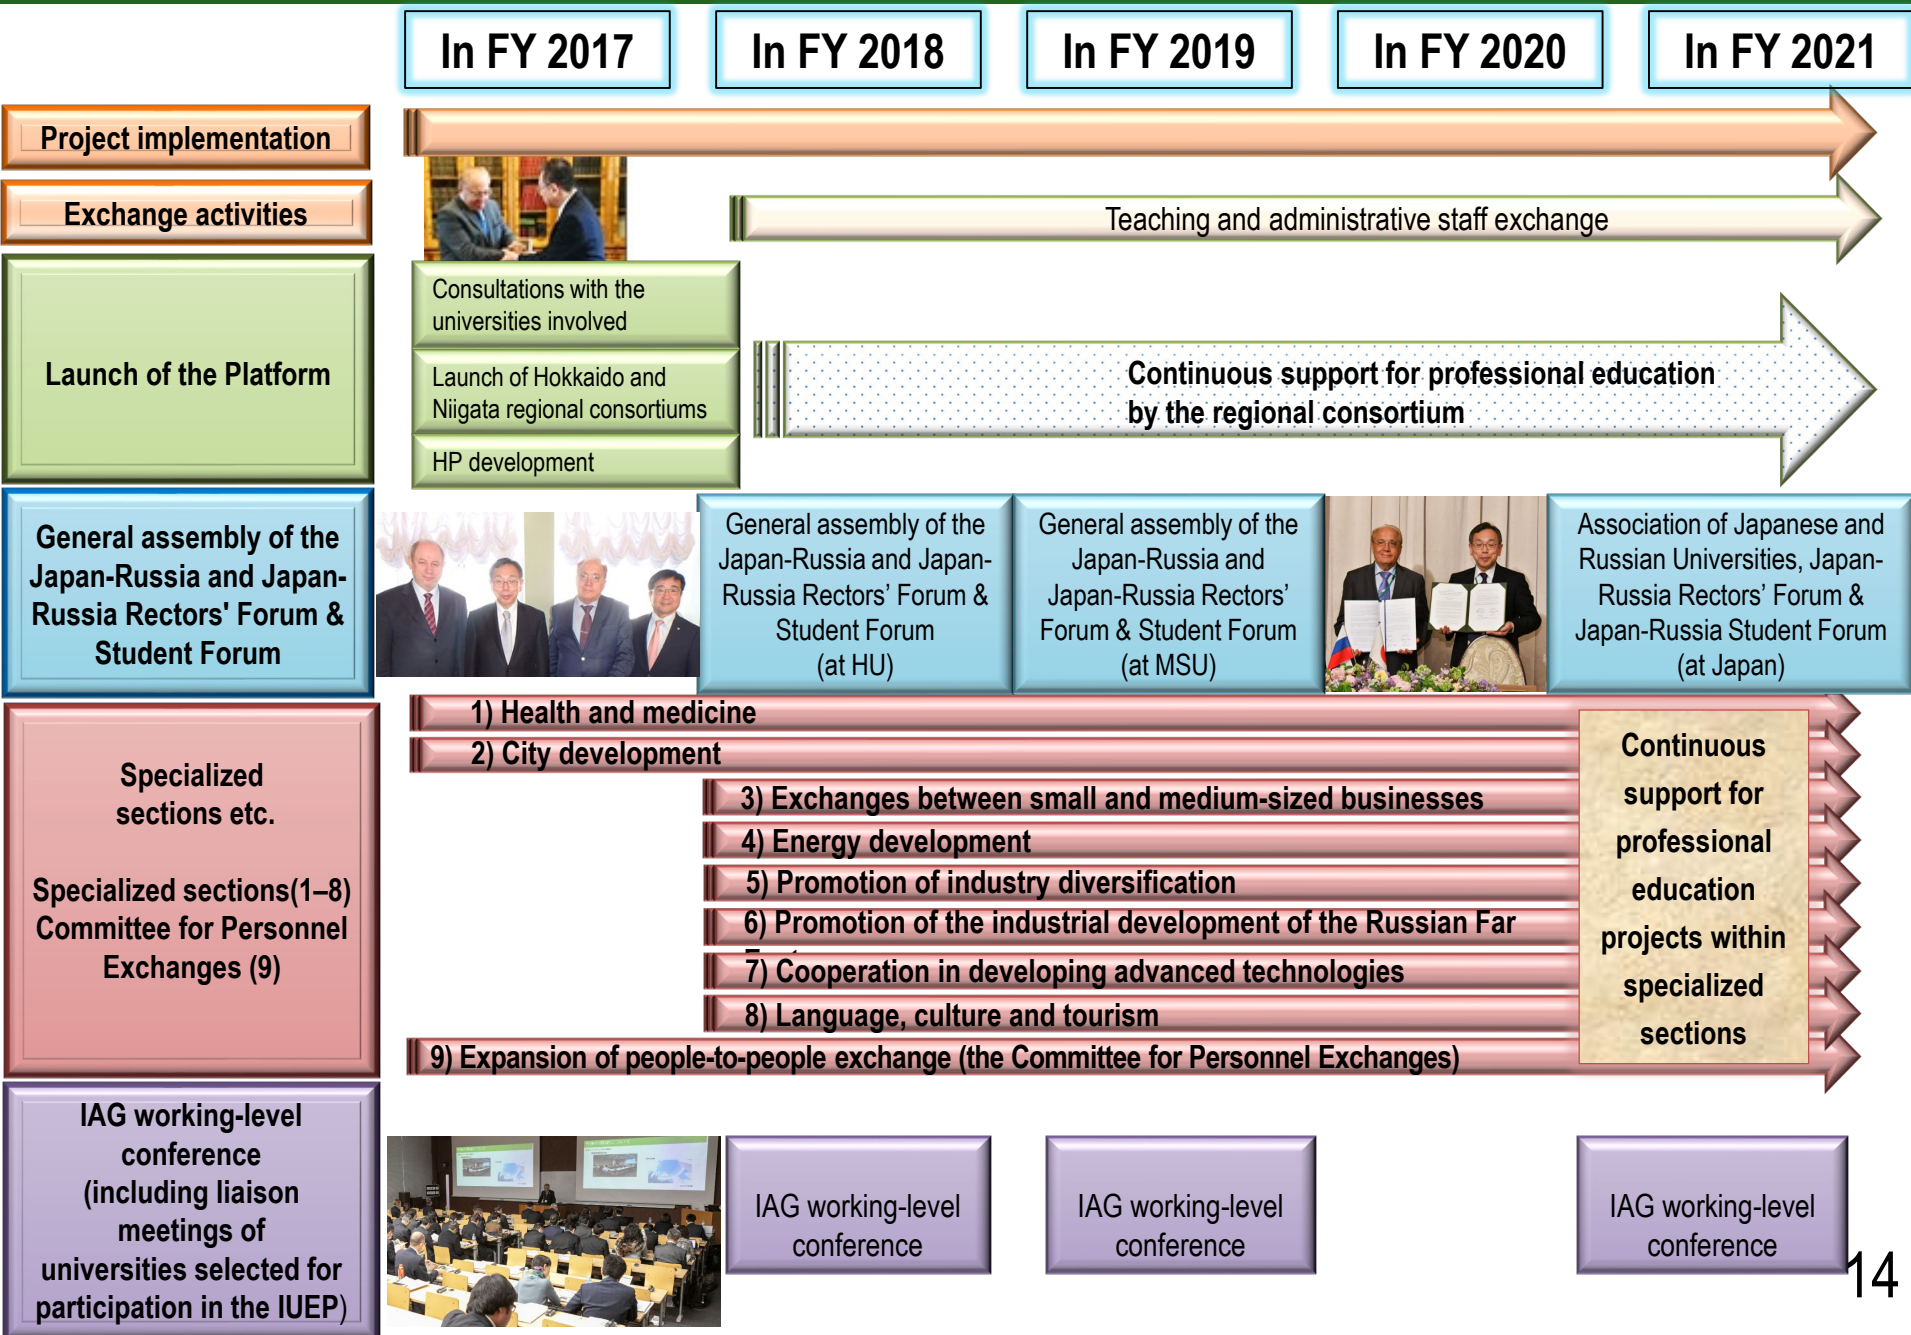 In FY 2017
In FY 2018
In FY 2019
In FY 2020
In FY 2021
Project implementation
Exchange activities
Teaching and administrative staff exchange
Launch of the Platform
Consultations with the
universities involved
Launch of Hokkaido and
Niigata regional consortiums
HP development
Continuous support for professional education
by the regional consortium
General assembly of the
Japan-Russia and Japan-
Russia Rectors' Forum &
Student Forum
General assembly of the
Japan-Russia and Japan-
Russia Rectors’ Forum &
Student Forum
(at HU)
General assembly of the
Japan-Russia and
Japan-Russia Rectors’
Forum & Student Forum
(at MSU)
Association of Japanese and
Russian Universities, Japan-
Russia Rectors’ Forum &
Japan-Russia Student Forum
(at Japan)
Specialized
sections etc.
Specialized sections(1–8)
Committee for Personnel
Exchanges (9)
1) Health and medicine
2) City development
3) Exchanges between small and medium-sized businesses
4) Energy development
5) Promotion of industry diversification
6) Promotion of the industrial development of the Russian Far
7) Cooperation in developing advanced technologies
8) Language, culture and tourism
9) Expansion of people-to-people exchange (the Committee for Personnel Exchanges)
Continuous
support for
professional
education
projects within
specialized
sections
IAG working-level
conference
(including liaison
meetings of
universities selected for
participation in the IUEP)
IAG working-level
conference
IAG working-level
conference
IAG working-level
conference
14